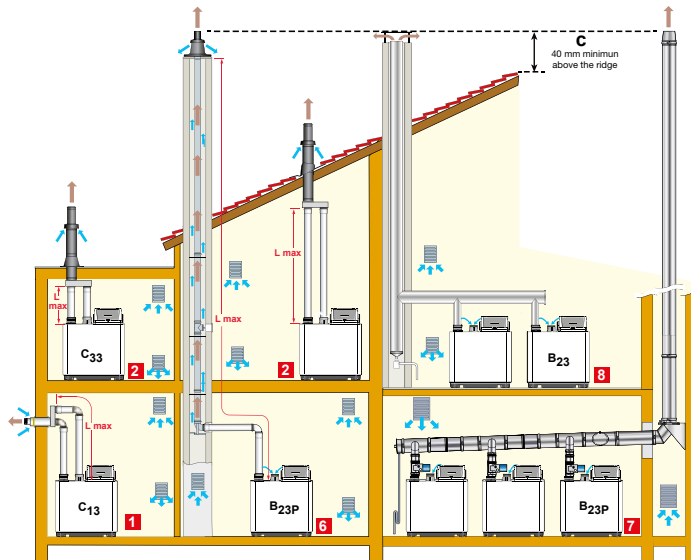 C
40 mm minimun
above the ridge
L max
L
max
L max
C33
2
2
B23
8
L max
C13
1
B23P
6
B23P
7